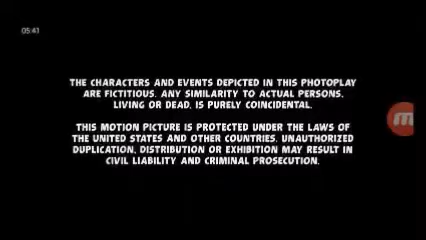 05:41
THE CHARACTERS AND EVENTS DEPICTED IN THIS PHOTOPLAY
ARE FICTITIOUS. ANY SIMILARITY TO ACTUAL PERSONS,
LIVING OR DEAD, IS PURELY COINCIDENTAL.
THIS MOTION PICTURE IS PROTECTED UNDER THE LAWS OF
THE UNITED STATES AND OTHER COUNTRIES. UNAUTHORIZED
DUPLICATION, DISTRIBUTION OR EXHIBITION MAY RESULT IN
CIVIL LIABILITY AND CRIMINAL PROSECUTION.